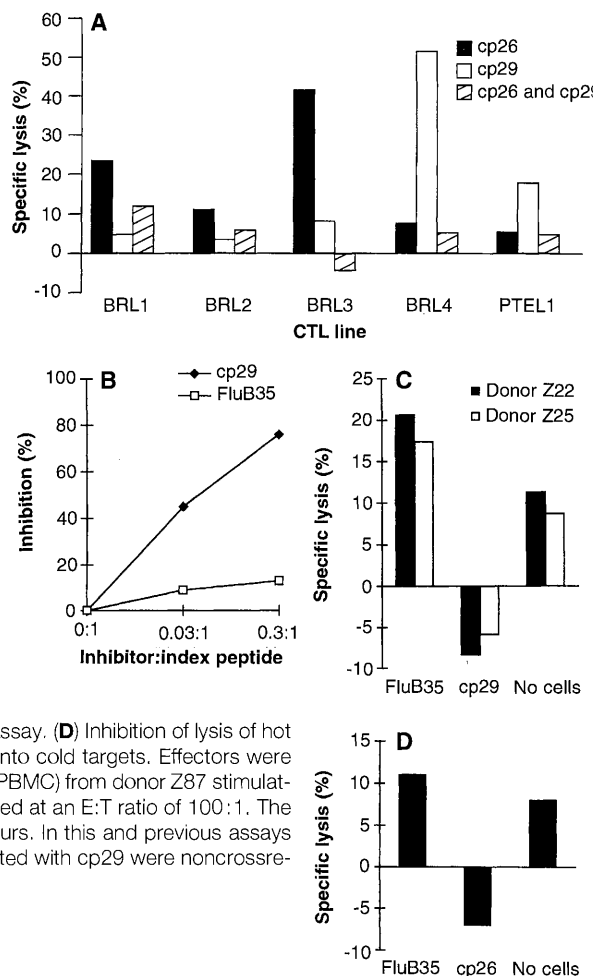 A
60
50
40
30
20
10
0
-10
Specific lysis (%)
cp26
cp29
cp26 and cp29
BRL1 BRL2 BRL3 BRL4 PTEL1
CTL line
B
cp29
FluB35
100
80
60
40
20
0
Inhibition (%)
0:1 0.03:1 0.3:1
Inhibitor:index peptide
C
Donor Z22
Donor Z25
25
20
15
10
5
0
-5
-10
Specific lysis (%)
FluB35 cp29 No cells
ssay. (D) Inhibition of lysis of hot
nto cold targets. Effectors were
PBMC) from donor Z87 stimulat-
ed at an E:T ratio of 100:1. The
urs. In this and previous assays
ted with cp29 were noncrossre-
D
15
10
5
0
-5
-10
Specific lysis (%)
FluB35 cp26 No cells